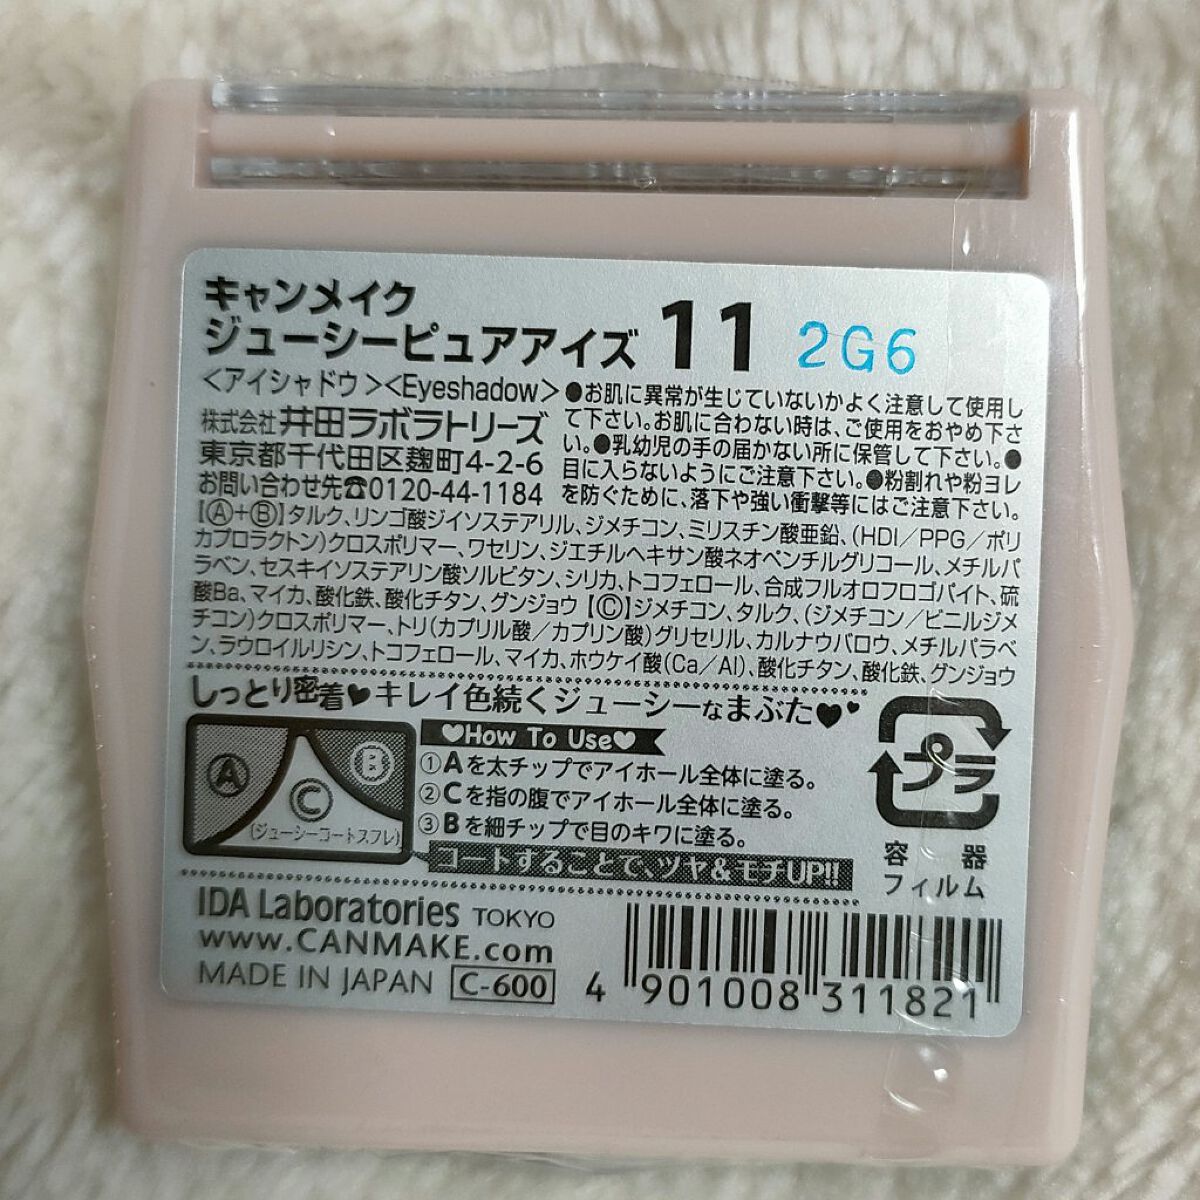 キャンメイク
ジューシーピュアアイズ 11 2G6
<アイシャドウ><Eyeshadow>
株式会社 井田ラボラトリーズ
東京都千代田区麹町4-2-6
お問い合わせ先☎0120-44-1184
●お肌に異常が生じていないかよく注意して使用し
て下さい。お肌に合わない時は、ご使用をおやめ下さ
い。●乳幼児の手の届かない所に保管して下さい。●
目に入らないようにご注意下さい。●粉割れや粉ヨレ
を防ぐために、落下や強い衝撃等にはご注意下さい。
【Ⓐ+Ⓑ】タルク、リンゴ酸ジイソステアリル、ジメチコン、ミリスチン酸亜鉛、(HDI/PPG/ポリ
カプロラクトン)クロスポリマー、ワセリン、ジエチルヘキサン酸ネオペンチルグリコール、メチルパ
ラベン、セスキイソステアリン酸ソルビタン、シリカ、トコフェロール、合成フルオロフロゴパイト、硫
酸Ba、マイカ、酸化鉄、酸化チタン、グンジョウ 【Ⓒ】ジメチコン、タルク、(ジメチコン/ビニルジメ
チコン)クロスポリマー、トリ(カプリル酸/カプリン酸)グリセリル、カルナウバロウ、メチルパラベ
ン、ラウロイルリシン、トコフェロール、マイカ、ホウケイ酸(Ca/Al)、酸化チタン、酸化鉄、グンジョウ
しっとり密着♥キレイ色続くジューシーなまぶた♥♥
Ⓐ
Ⓑ
Ⓒ
(ジューシーコートスフレ)
♥How To Use♥
①Aを太チップでアイホール全体に塗る。
②Cを指の腹でアイホール全体に塗る。
③Bを細チップで目のキワに塗る。
コートすることで、ツヤ&モチUP!!
プラ
容器
フィルム
IDA Laboratories TOKYO
www.CANMAKE.com
MADE IN JAPAN C-600
4 901008 311821